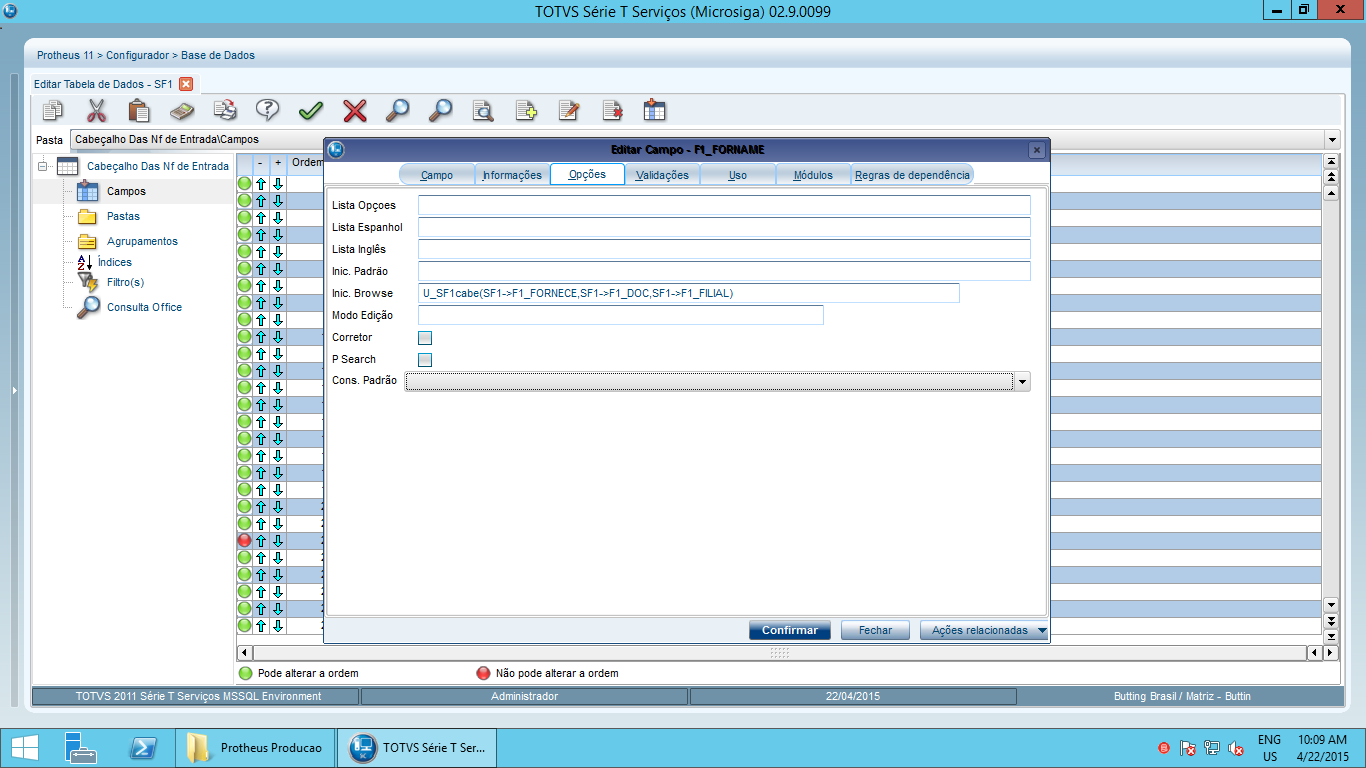 TOTVS Série T Serviços (Microsiga) 02.9.0099
Protheus 11 > Configurador > Base de Dados
Editar Tabela de Dados - SF1
Pasta
Cabeçalho Das Nf de Entrada\Campos
Cabeçalho Das Nf de Entrada
Campos
Pastas
Agrupamentos
Índices
Filtro(s)
Consulta Office
- + Ordem
Editar Campo - F1_FORNAME
Campo Informações Opções Validações Uso Módulos Regras de dependência
Lista Opçoes
Lista Espanhol
Lista Inglês
Inic. Padrão
Inic. Browse U_SF1cabe(SF1->F1_FORNECE,SF1->F1_DOC,SF1->F1_FILIAL)
Modo Edição
Corretor
P Search
Cons. Padrão
Confirmar Fechar Ações relacionadas
Pode alterar a ordem Não pode alterar a ordem
TOTVS 2011 Série T Serviços MSSQL Environment Administrador 22/04/2015 Butting Brasil / Matriz - Buttin
Protheus Producao
TOTVS Série T Ser...
ENG
US
10:09 AM
4/22/2015